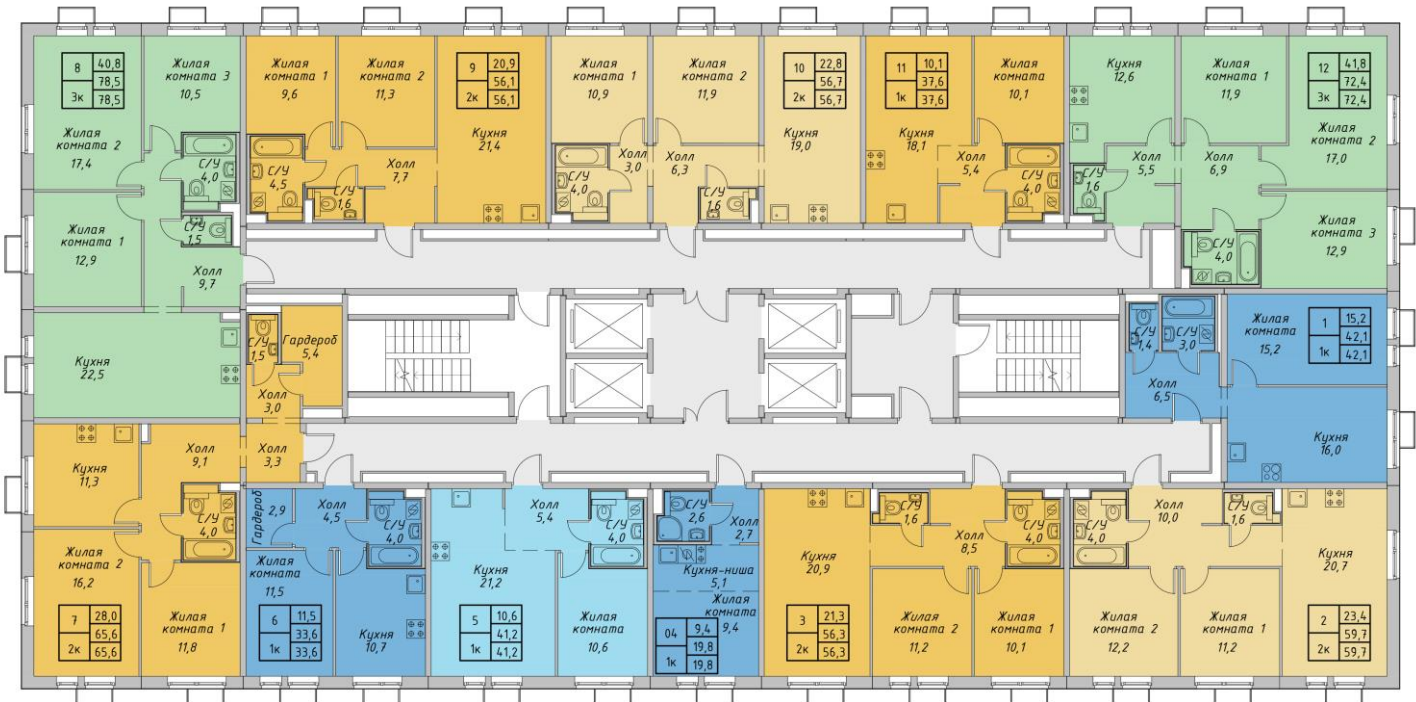 8
40,8
78,5
3к
78,5
Жилая
комната 2
17,4
Жилая
комната 3
10,5
С/У
4,0
Жилая
комната 1
12,9
С/У
1,5
Холл
9,7
Кухня
22,5
Жилая
комната 1
9,6
Жилая
комната 2
11,3
9
20,9
56,1
2к
56,1
Кухня
21,4
С/У
4,5
С/У
1,6
Холл
7,7
Жилая
комната 1
10,9
Жилая
комната 2
11,9
10
22,8
56,7
2к
56,7
Кухня
19,0
С/У
4,0
Холл
3,0
Холл
6,3
С/У
1,6
11
10,1
37,6
1к
37,6
Кухня
18,1
Жилая
комната
10,1
Холл
5,4
С/У
4,0
Кухня
12,6
Жилая
комната 1
11,9
12
41,8
72,4
3к
72,4
Жилая
комната 2
17,0
С/У
1,6
Холл
5,5
Холл
6,9
С/У
4,0
Жилая
комната 3
12,9
С/У
1,5
Гардероб
5,4
Холл
3,0
Холл
3,3
С/У
1,4
С/У
3,0
Холл
6,5
Жилая
комната
15,2
1
15,2
42,1
1к
42,1
Кухня
16,0
Кухня
11,3
Холл
9,1
С/У
4,0
Жилая
комната 2
16,2
7
28,0
65,6
2к
65,6
Жилая
комната 1
11,8
Гардероб
2,9
Холл
4,5
С/У
4,0
Жилая
комната
11,5
6
11,5
33,6
1к
33,6
Кухня
10,7
Холл
5,4
С/У
4,0
Кухня
21,2
5
10,6
41,2
1к
41,2
Жилая
комната
10,6
С/У
2,6
Холл
2,7
Кухня-ниша
5,1
Жилая
комната
9,4
04
9,4
19,8
1к
19,8
Кухня
20,9
3
21,3
56,3
2к
56,3
С/У
1,6
Холл
8,5
С/У
4,0
Жилая
комната 2
11,2
Жилая
комната 1
10,1
С/У
4,0
Холл
10,0
С/У
1,6
Жилая
комната 2
12,2
Жилая
комната 1
11,2
Кухня
20,7
2
23,4
59,7
2к
59,7